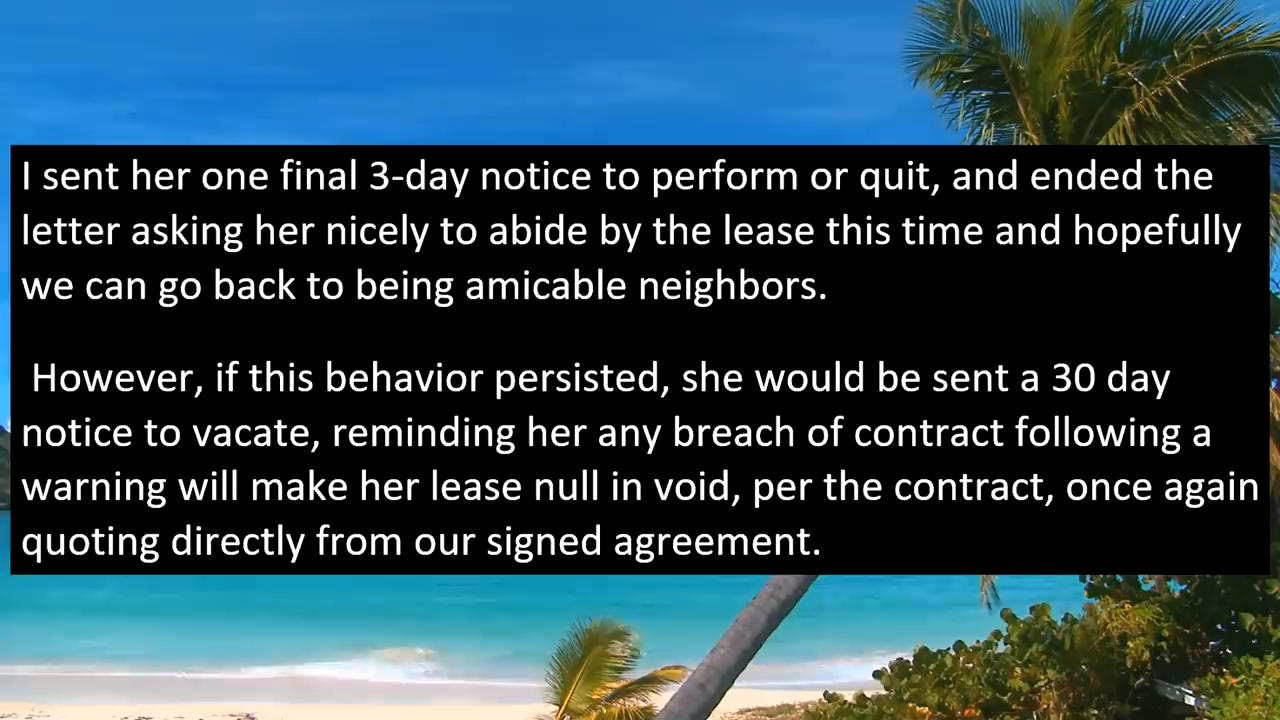 I sent her one final 3-day notice to perform or quit, and ended the
letter asking her nicely to abide by the lease this time and hopefully
we can go back to being amicable neighbors.
However, if this behavior persisted, she would be sent a 30 day
notice to vacate, reminding her any breach of contract following a
warning will make her lease null in void, per the contract, once again
quoting directly from our signed agreement.